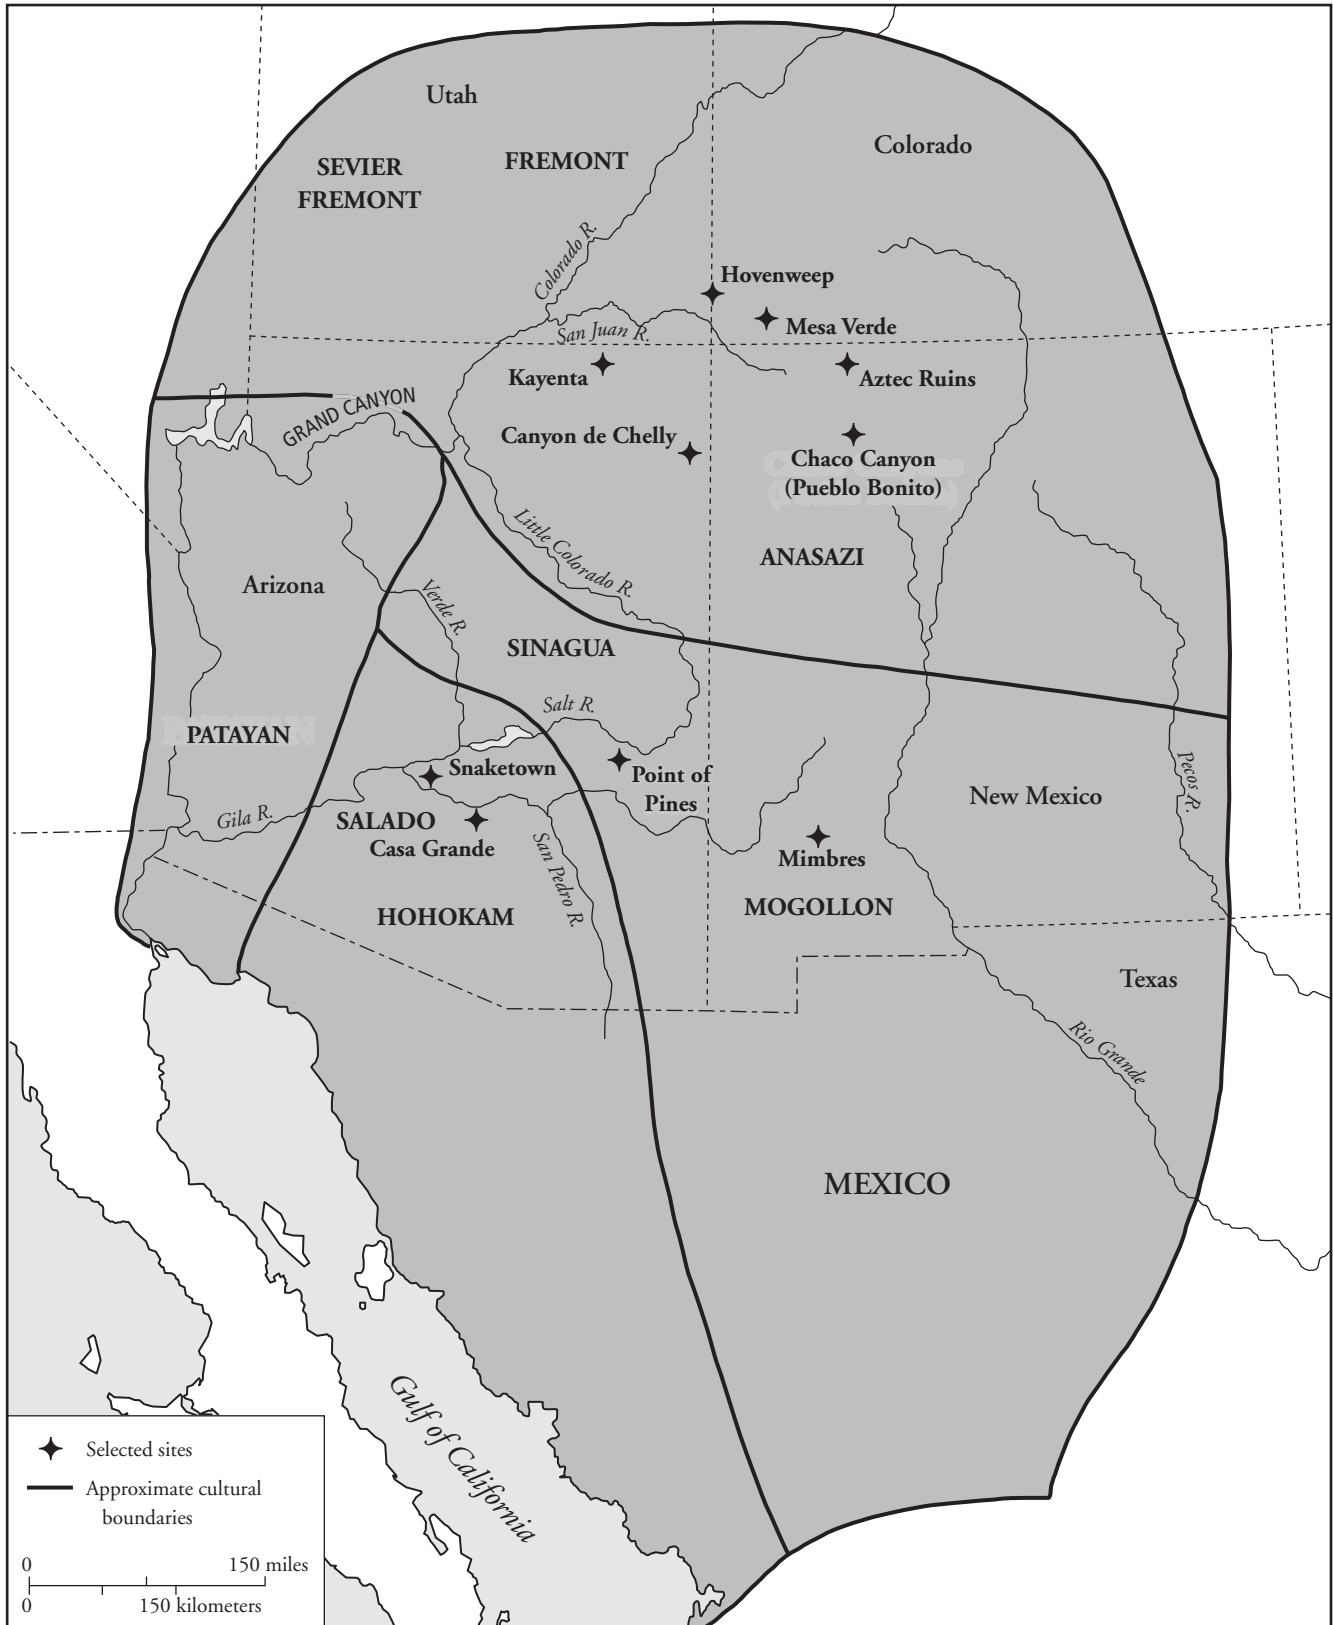 Utah
Colorado
SEVIER
FREMONT
FREMONT
Colorado R.
Hovenweep
Mesa Verde
San Juan R.
Kayenta
Aztec Ruins
GRAND CANYON
Canyon de Chelly
Chaco Canyon
(Pueblo Bonito)
Little Colorado R.
ANASAZI
Arizona
Verde R.
SINAGUA
Salt R.
PATAYAN
Snaketown
Point of
Pines
Pecos R.
New Mexico
Gila R.
SALADO
Casa Grande
San Pedro R.
Mimbres
HOHOKAM
MOGOLLON
Texas
Rio Grande
MEXICO
Gulf of California
Selected sites
Approximate cultural
boundaries
0 150 miles
0 150 kilometers